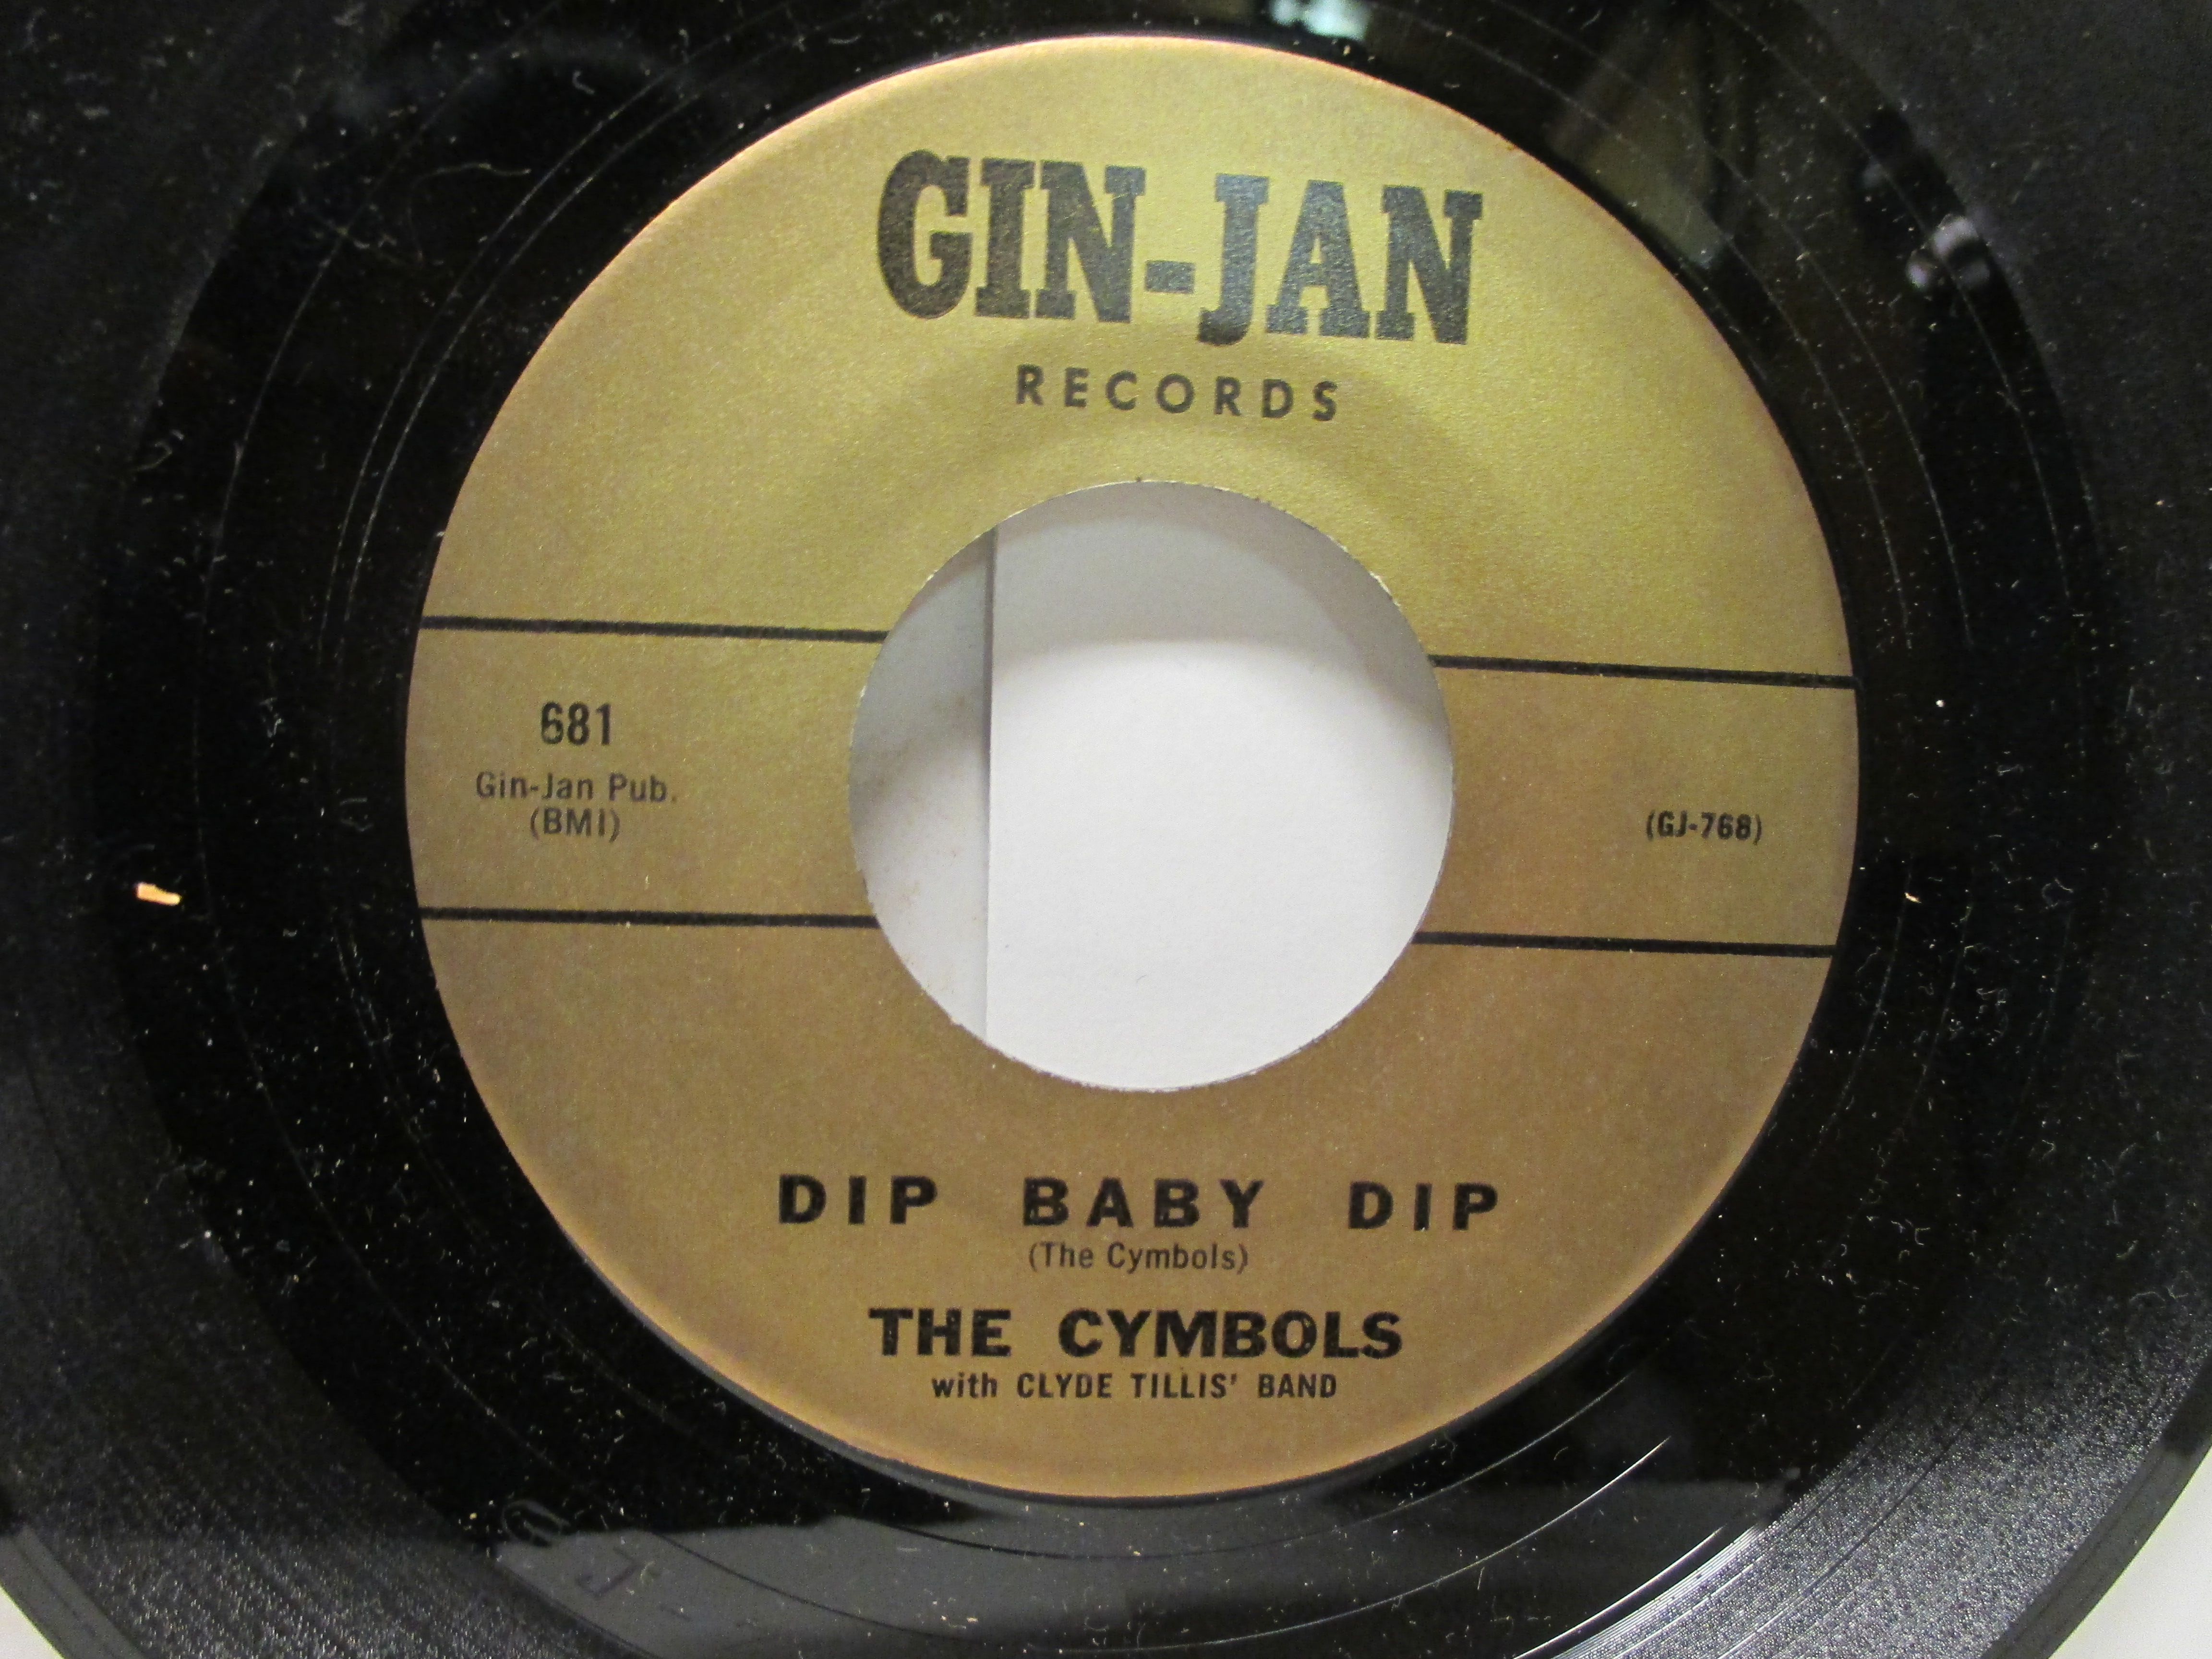 GIN-JAN
RECORDS
681
Gin-Jan Pub.
(BMI)
(GJ-768)
DIP BABY DIP
(The Cymbols)
THE CYMBOLS
with CLYDE TILLIS' BAND